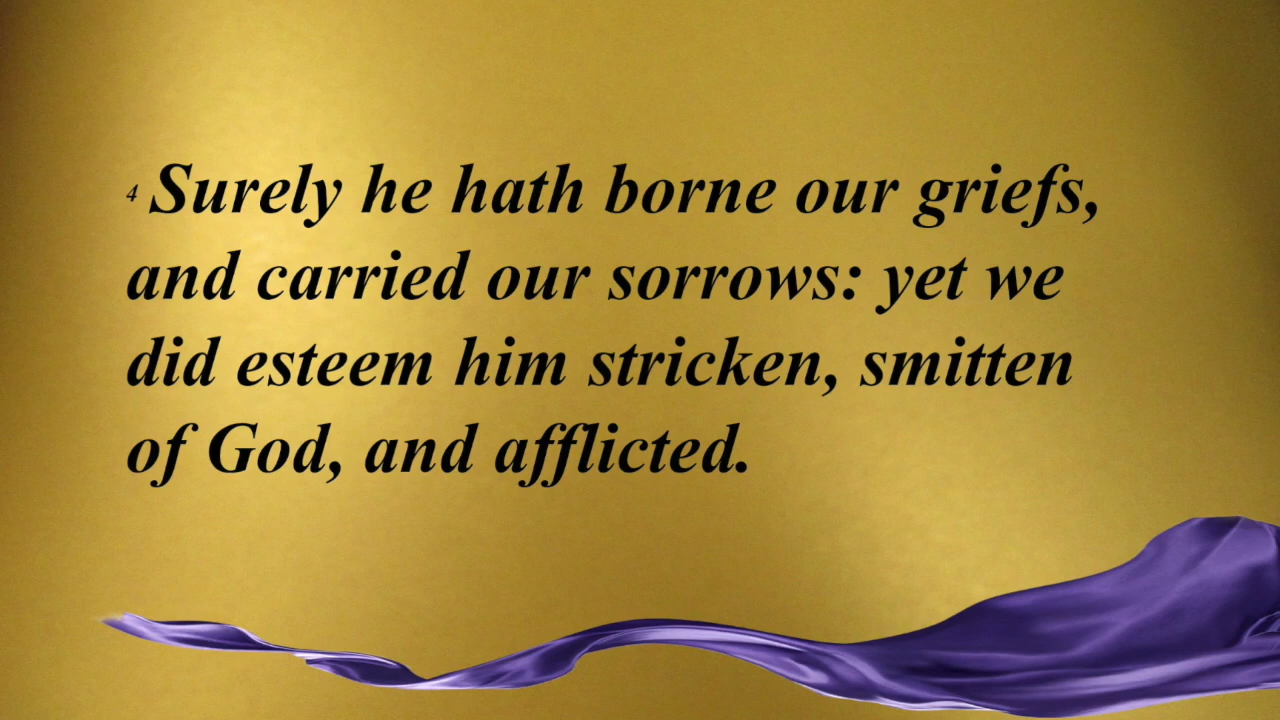 4 Surely he hath borne our griefs,
and carried our sorrows: yet we
did esteem him stricken, smitten
of God, and afflicted.